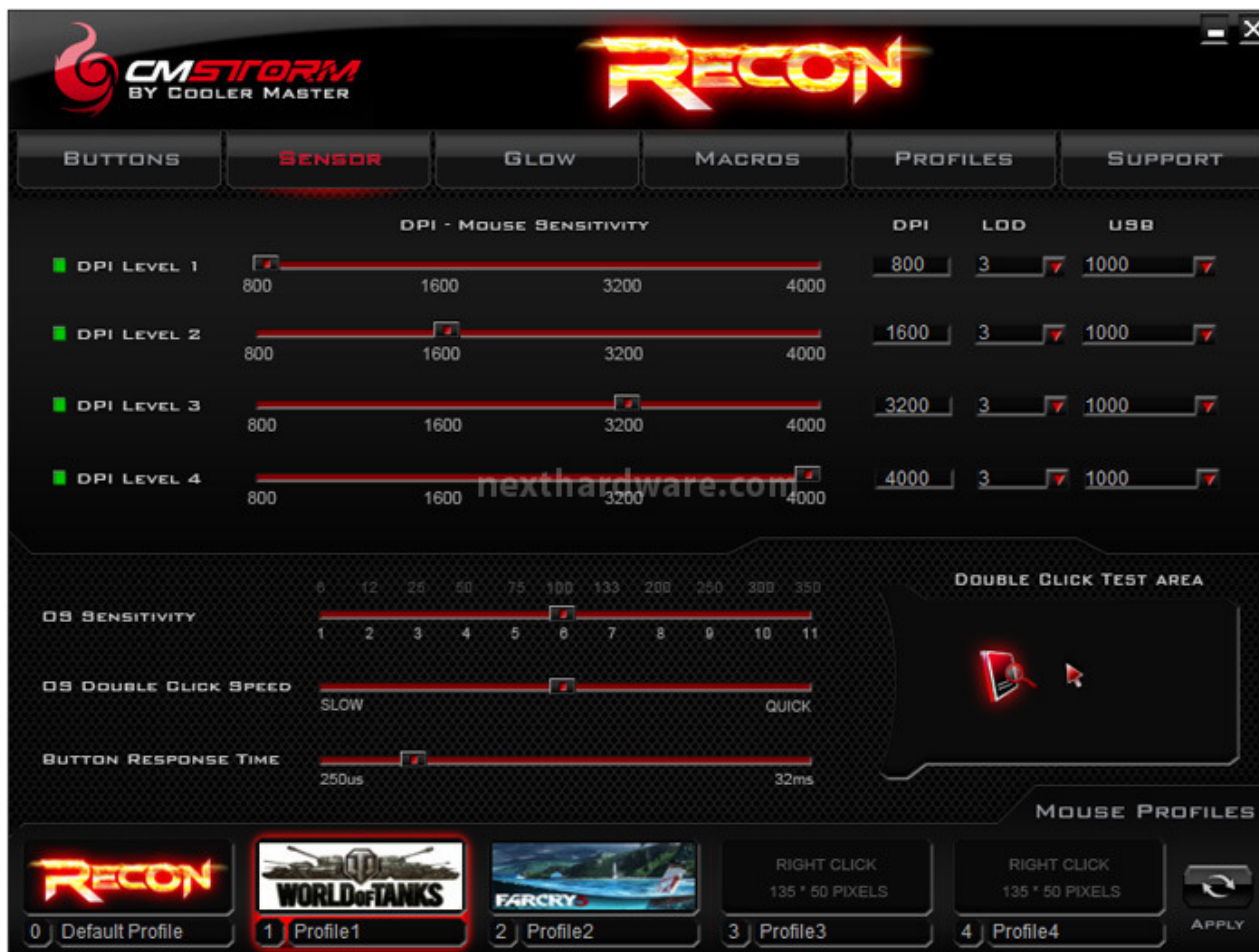 CMSTORM
BY COOLER MASTER
RECON
BUTTONS SENSOR GLOW MACROS PROFILES SUPPORT
DPI - MOUSE SENSITIVITY DPI LOD USB
DPI LEVEL 1 800 3 1000
800 1600 3200 4000
DPI LEVEL 2 1600 3 1000
800 1600 3200 4000
DPI LEVEL 3 3200 3 1000
800 1600 3200 4000
DPI LEVEL 4 4000 3 1000
800 1600 3200 4000
nexthardware.com
6 12 25 50 75 100 133 200 250 300 350
OS SENSITIVITY
1 2 3 4 5 6 7 8 9 10 11
OS DOUBLE CLICK SPEED
SLOW QUICK
BUTTON RESPONSE TIME
250us 32ms
DOUBLE CLICK TEST AREA
MOUSE PROFILES
RECON
WORLD OF TANKS
FARCRY3
RIGHT CLICK
135 * 50 PIXELS
RIGHT CLICK
135 * 50 PIXELS
0 Default Profile
1 Profile1
2 Profile2
3 Profile3
4 Profile4
APPLY